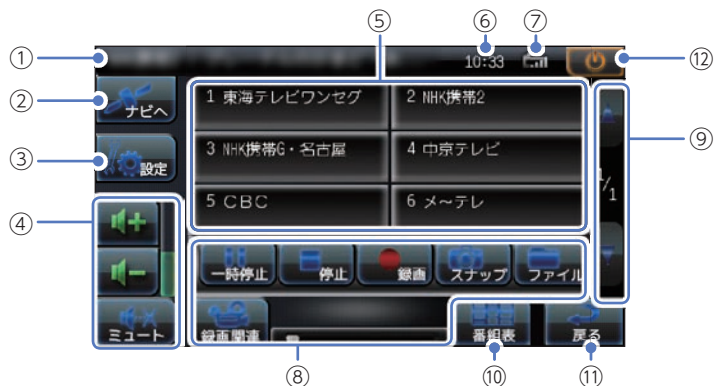 ⑤ ⑥ ⑦
① 10:33 ⑫
② ナビへ 1 東海テレビワンセグ 2 NHK携帯2
③ 設定 3 NHK携帯G・名古屋 4 中京テレビ ⑨
1/1
④ 5 CBC 6 メ～テレ
一時停止 停止 録画 スナップ ファイル
ミュート 録画関連 番組表 戻る
⑧ ⑩ ⑪